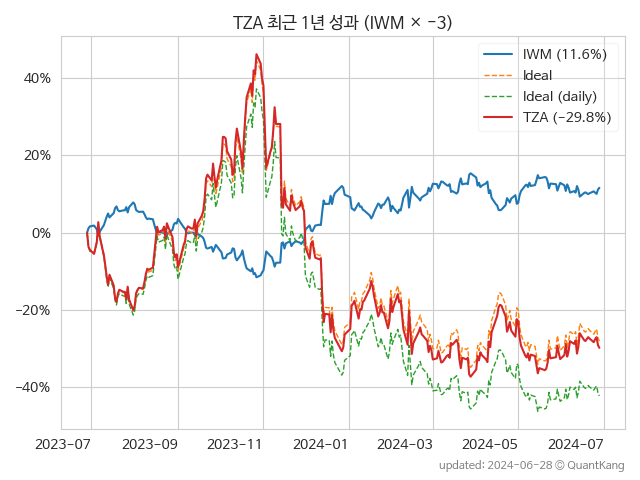 TZA 최근 1년 성과 (IWM × −3)
IWM (11.6%)
Ideal
Ideal (daily)
TZA (−29.8%)
40%
20%
0%
−20%
−40%
2023-07 2023-09 2023-11 2024-01 2024-03 2024-05 2024-07
updated: 2024-06-28 © QuantKang